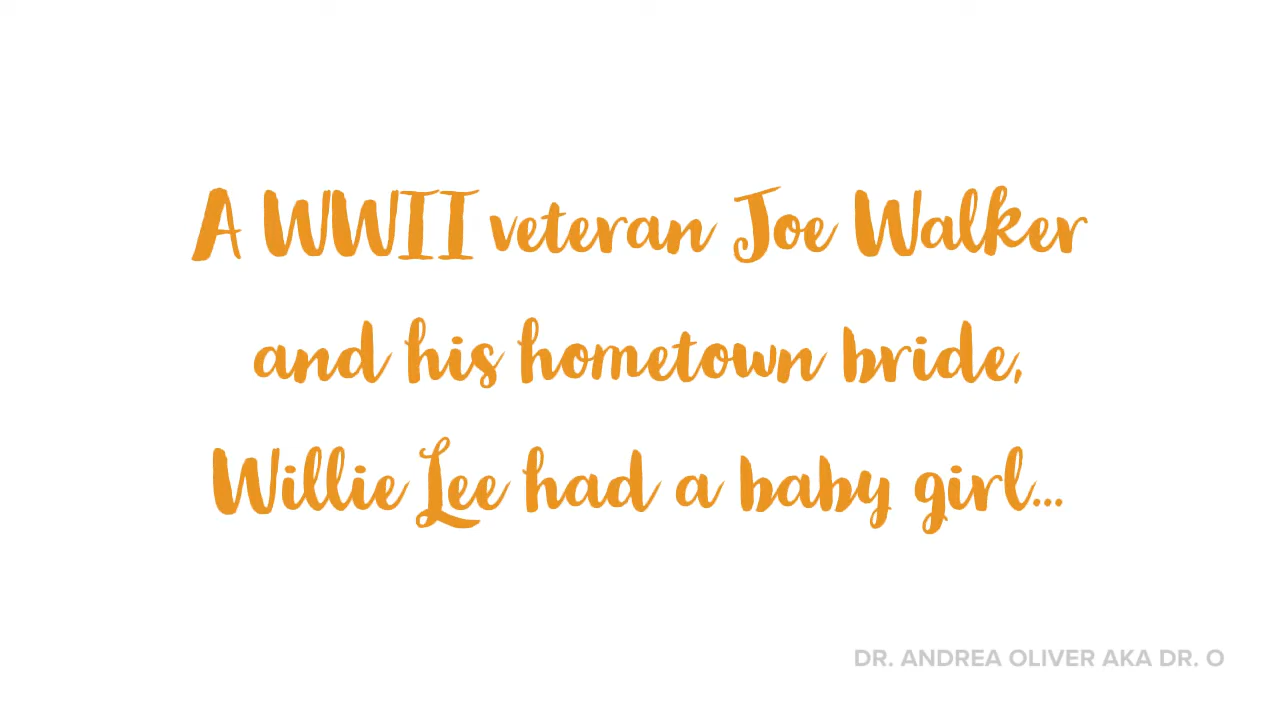 A WWII veteran Joe Walker
and his hometown bride,
Willie Lee had a baby girl...
DR. ANDREA OLIVER AKA DR. O